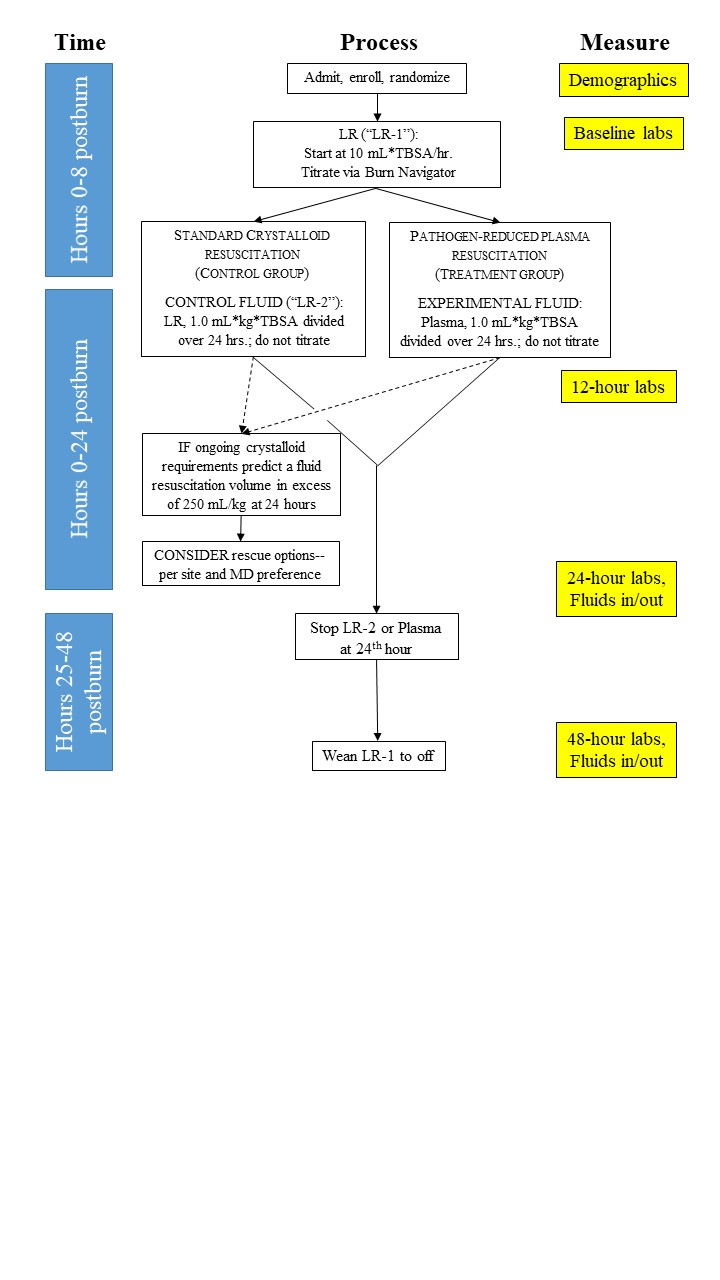 Time
Process
Measure
Hours 0-8 postburn
Admit, enroll, randomize
Demographics
LR (“LR-1”):
Start at 10 mL*TBSA/hr.
Titrate via Burn Navigator
Baseline labs
STANDARD CRYSTALLOID
RESUSCITATION
(CONTROL GROUP)
CONTROL FLUID (“LR-2”):
LR, 1.0 mL*kg*TBSA divided
over 24 hrs.; do not titrate
PATHOGEN-REDUCED PLASMA
RESUSCITATION
(TREATMENT GROUP)
EXPERIMENTAL FLUID:
Plasma, 1.0 mL*kg*TBSA
divided over 24 hrs.; do not titrate
Hours 0-24 postburn
12-hour labs
IF ongoing crystalloid
requirements predict a fluid
resuscitation volume in excess
of 250 mL/kg at 24 hours
CONSIDER rescue options--
per site and MD preference
24-hour labs,
Fluids in/out
Hours 25-48
postburn
Stop LR-2 or Plasma
at 24th hour
Wean LR-1 to off
48-hour labs,
Fluids in/out